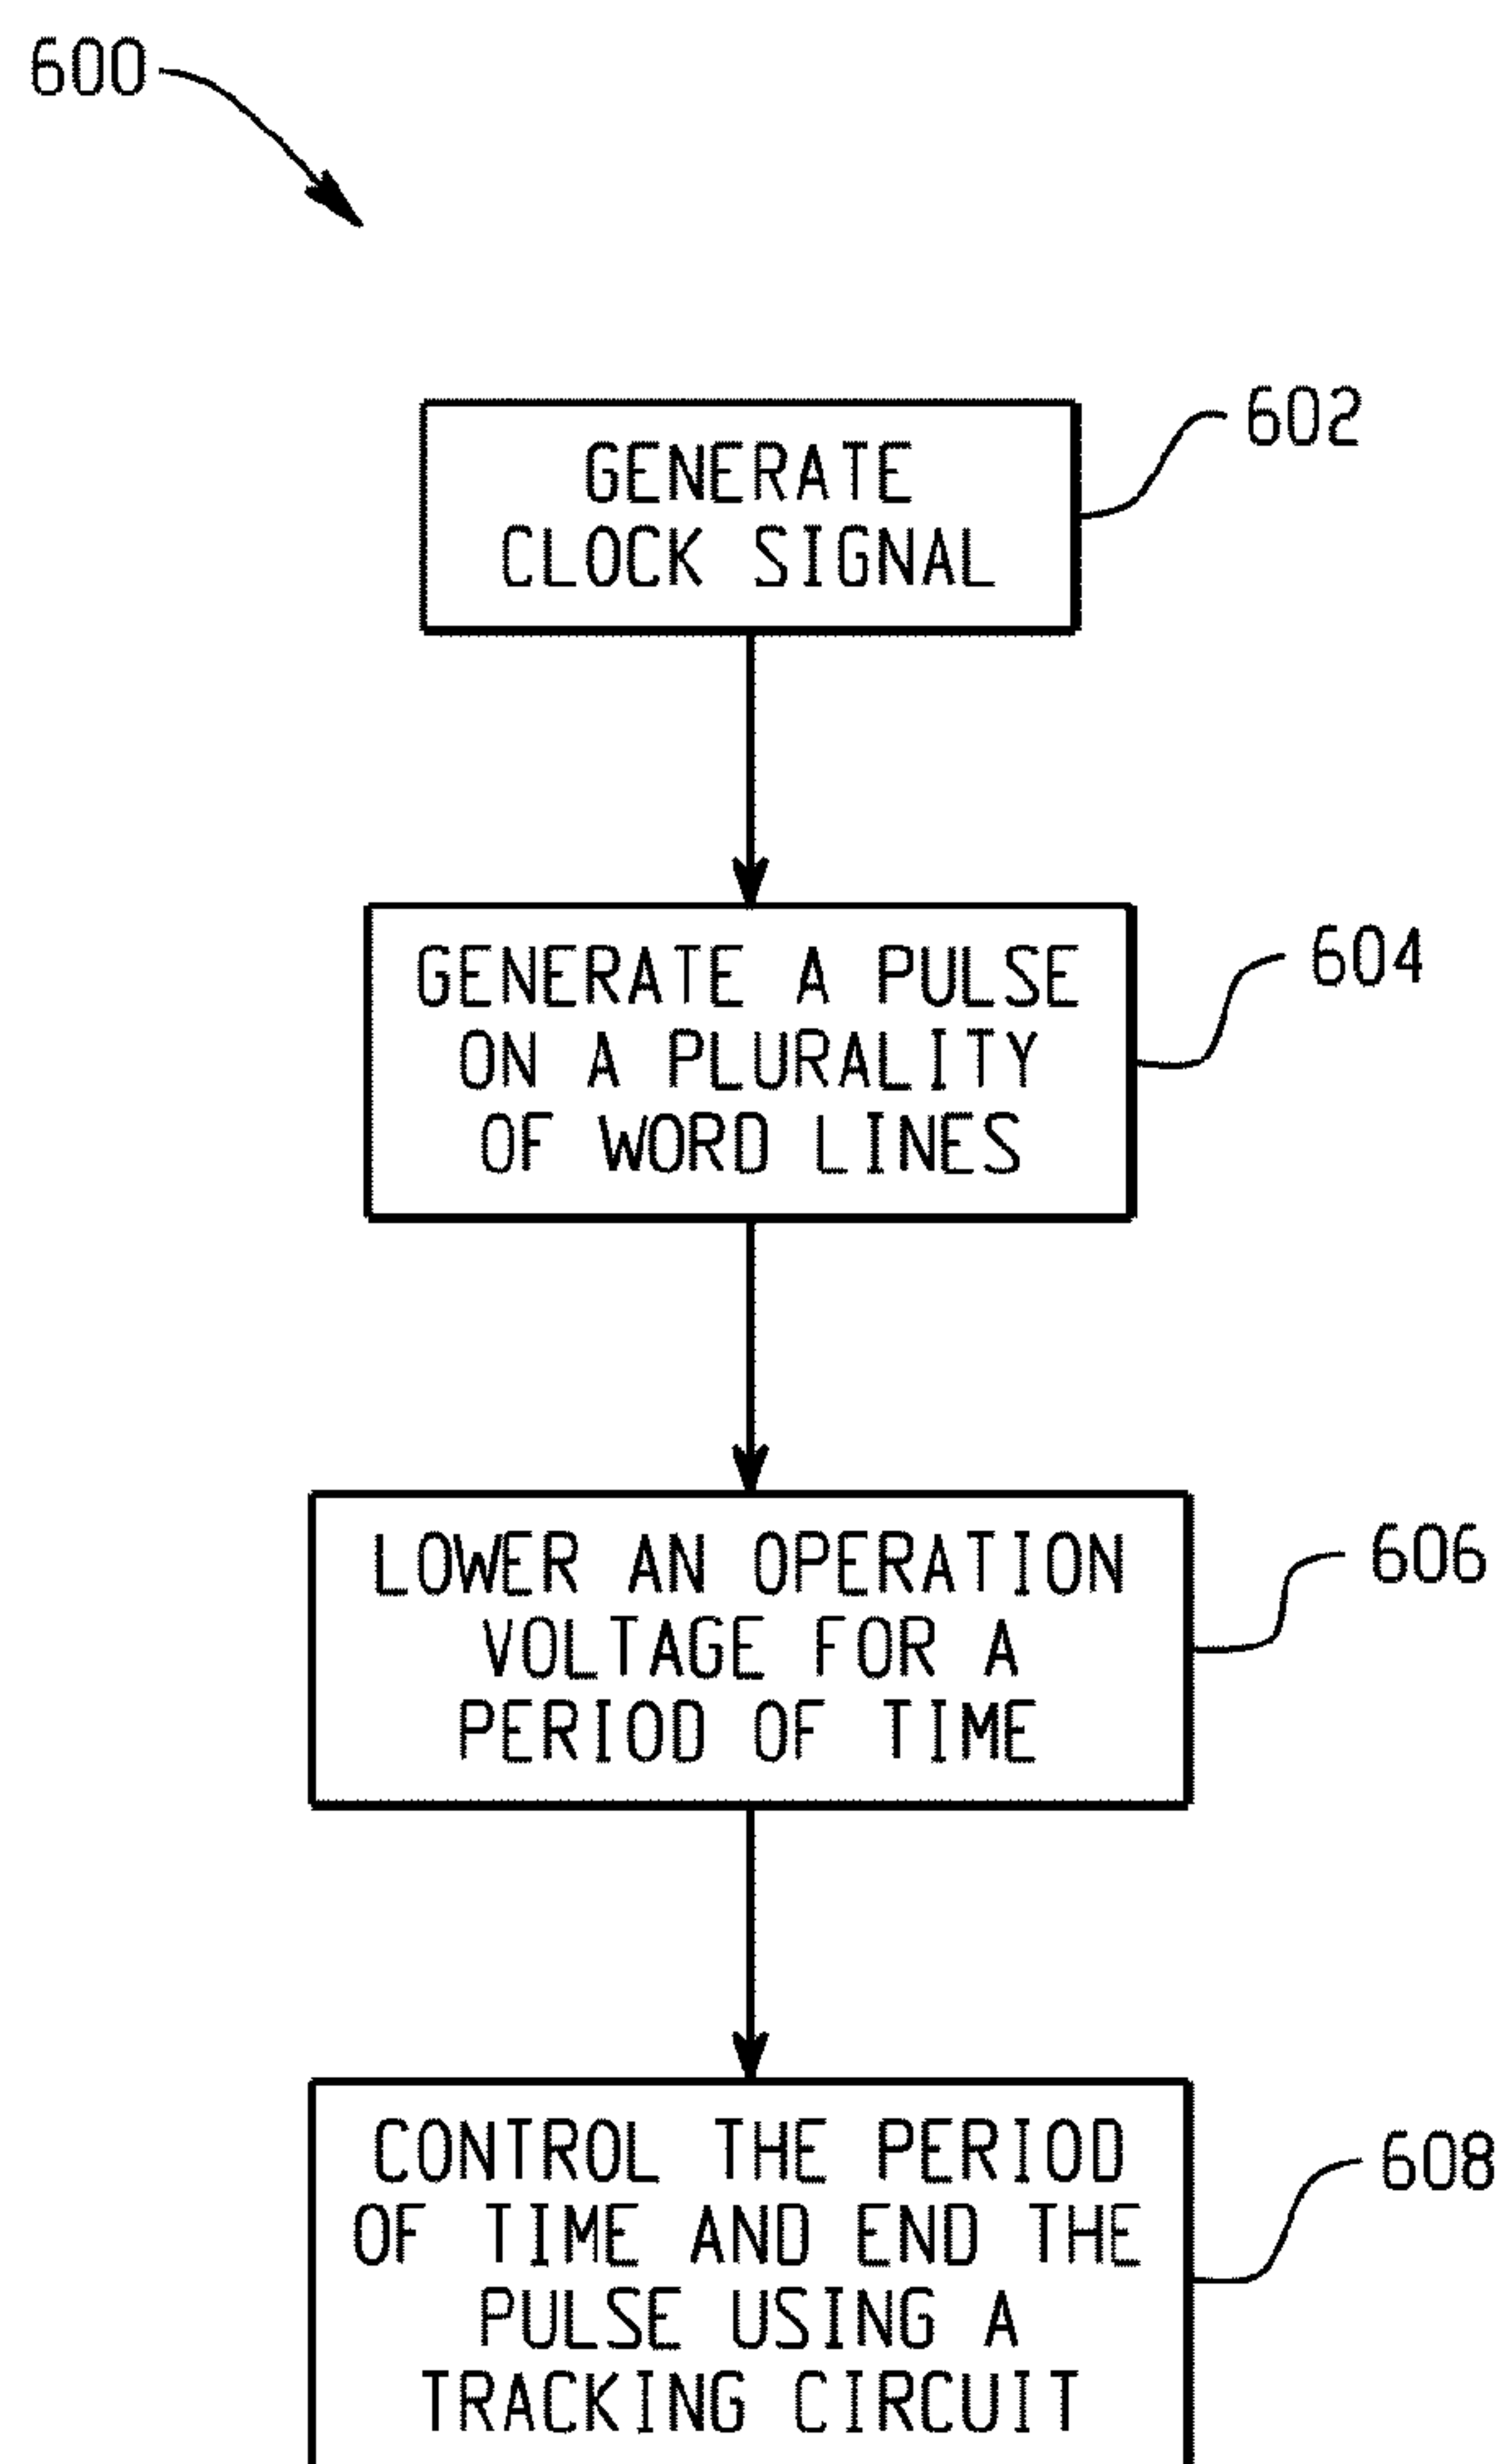 600
602
GENERATE
CLOCK SIGNAL
604
GENERATE A PULSE
ON A PLURALITY
OF WORD LINES
606
LOWER AN OPERATION
VOLTAGE FOR A
PERIOD OF TIME
608
CONTROL THE PERIOD
OF TIME AND END THE
PULSE USING A
TRACKING CIRCUIT